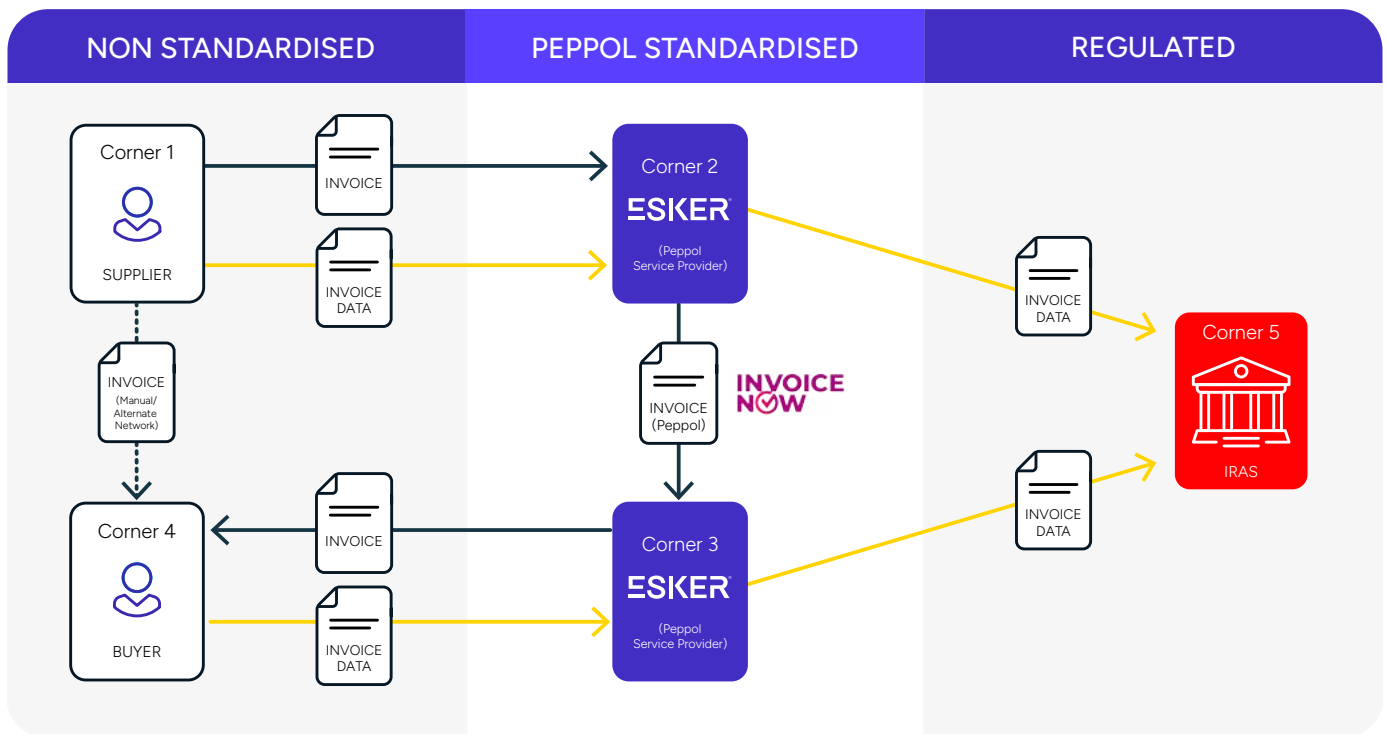 NON STANDARDISED
PEPPOL STANDARDISED
REGULATED
Corner 1
SUPPLIER
INVOICE
INVOICE
DATA
Corner 2
ESKER
(Peppol
Service Provider)
INVOICE
DATA
Corner 5
IRAS
INVOICE
(Manual/
Alternate
Network)
INVOICE
(Peppol)
INVOICE
NOW
Corner 4
BUYER
INVOICE
INVOICE
DATA
Corner 3
ESKER
(Peppol
Service Provider)
INVOICE
DATA